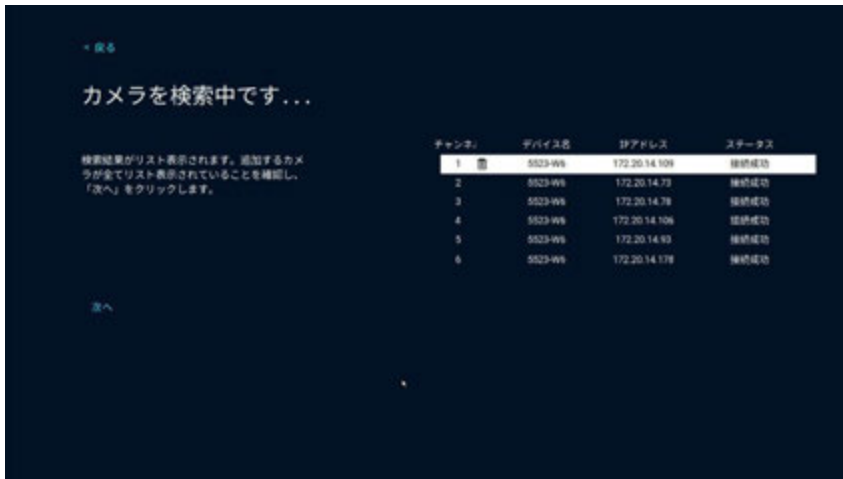 < 戻る
カメラを検索中です...
検索結果がリスト表示されます。追加するカメ
ラが全てリスト表示されていることを確認し、
「次へ」をクリックします。
次へ
チャンネ. デバイス名 IPアドレス ステータス
1 5523-W6 172.20.14.109 接続成功
2 5523-W6 172.20.14.73 接続成功
3 5523-W6 172.20.14.78 接続成功
4 5523-W6 172.20.14.106 接続成功
5 5523-W6 172.20.14.93 接続成功
6 5523-W6 172.20.14.178 接続成功